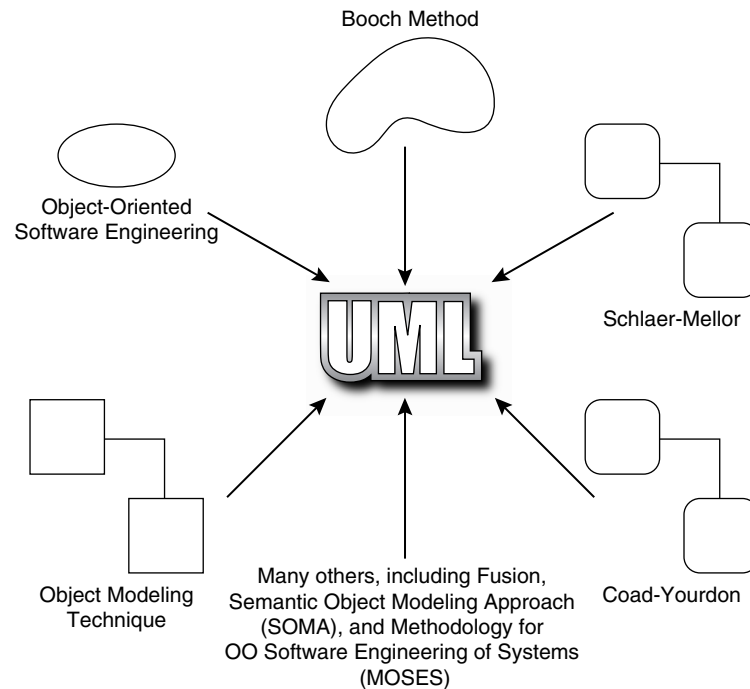 Booch Method
Object-Oriented
Software Engineering
Schlaer-Mellor
UML
Object Modeling
Technique
Many others, including Fusion,
Semantic Object Modeling Approach
(SOMA), and Methodology for
OO Software Engineering of Systems
(MOSES)
Coad-Yourdon